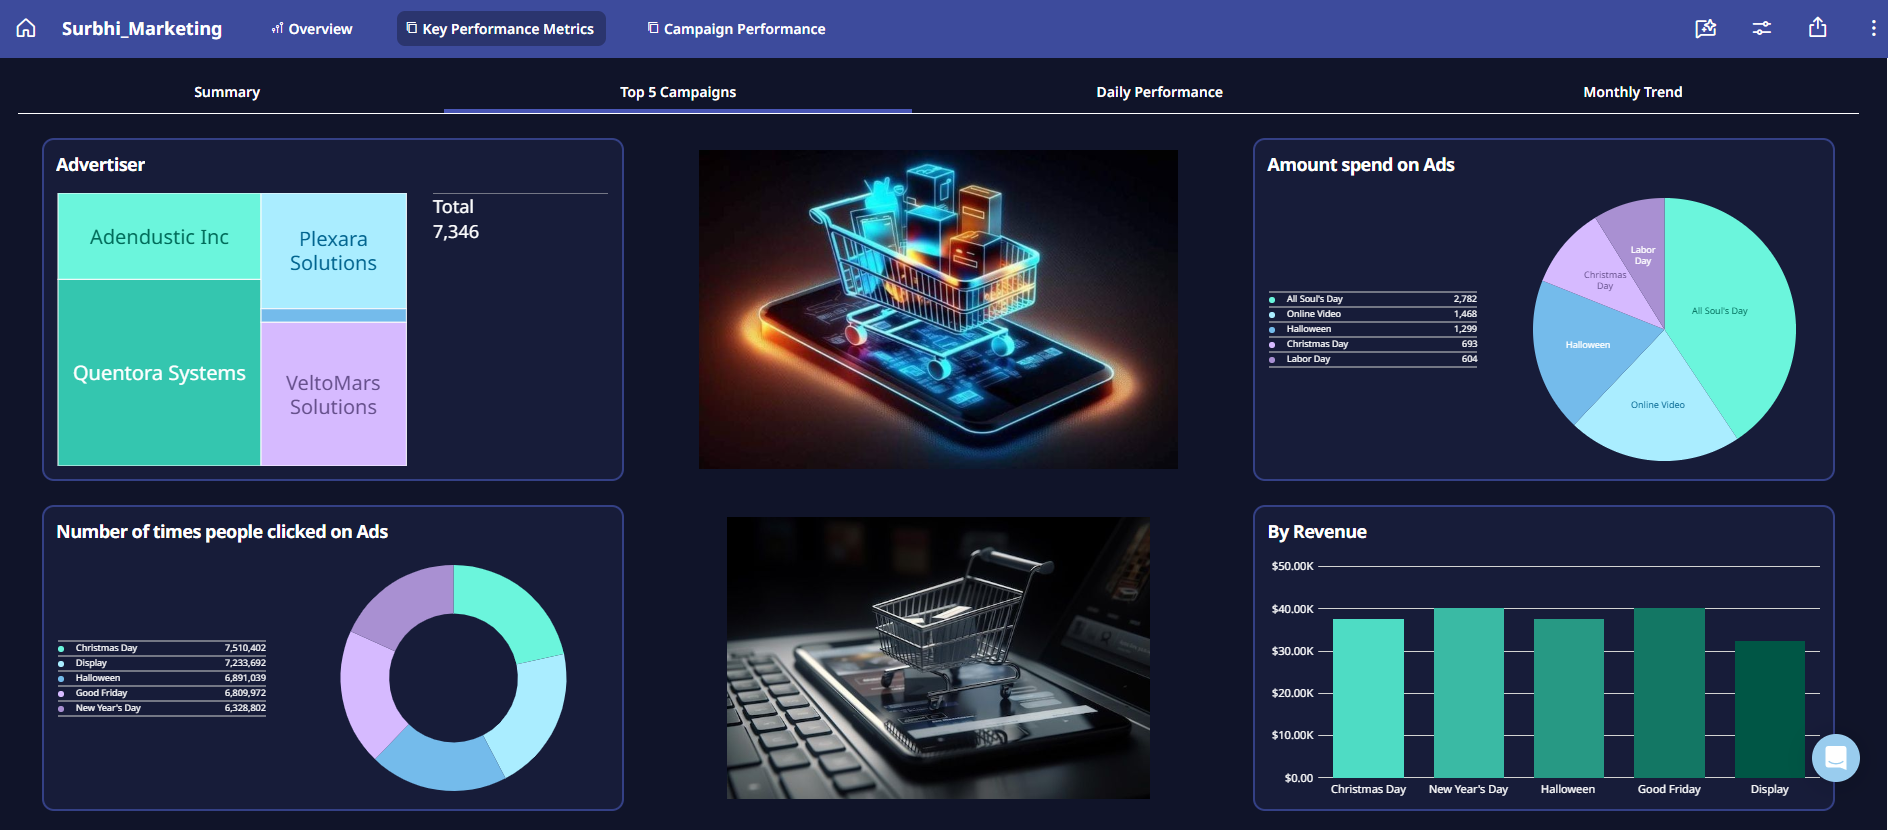 Surbhi_Marketing
Overview
Key Performance Metrics
Campaign Performance
Summary
Top 5 Campaigns
Daily Performance
Monthly Trend
Advertiser
Adendustic Inc
Plexara
Solutions
Quentora Systems
VeltoMars
Solutions
Total
7,346
Amount spend on Ads
All Soul's Day 2,782
Online Video 1,468
Halloween 1,299
Christmas Day 693
Labor Day 604
Labor
Day
Christmas
Day
All Soul's Day
Halloween
Online Video
Number of times people clicked on Ads
Christmas Day 7,510,402
Display 7,233,692
Halloween 6,891,039
Good Friday 6,809,972
New Year's Day 6,328,802
By Revenue
$50.00K
$40.00K
$30.00K
$20.00K
$10.00K
$0.00
Christmas Day New Year's Day Halloween Good Friday Display